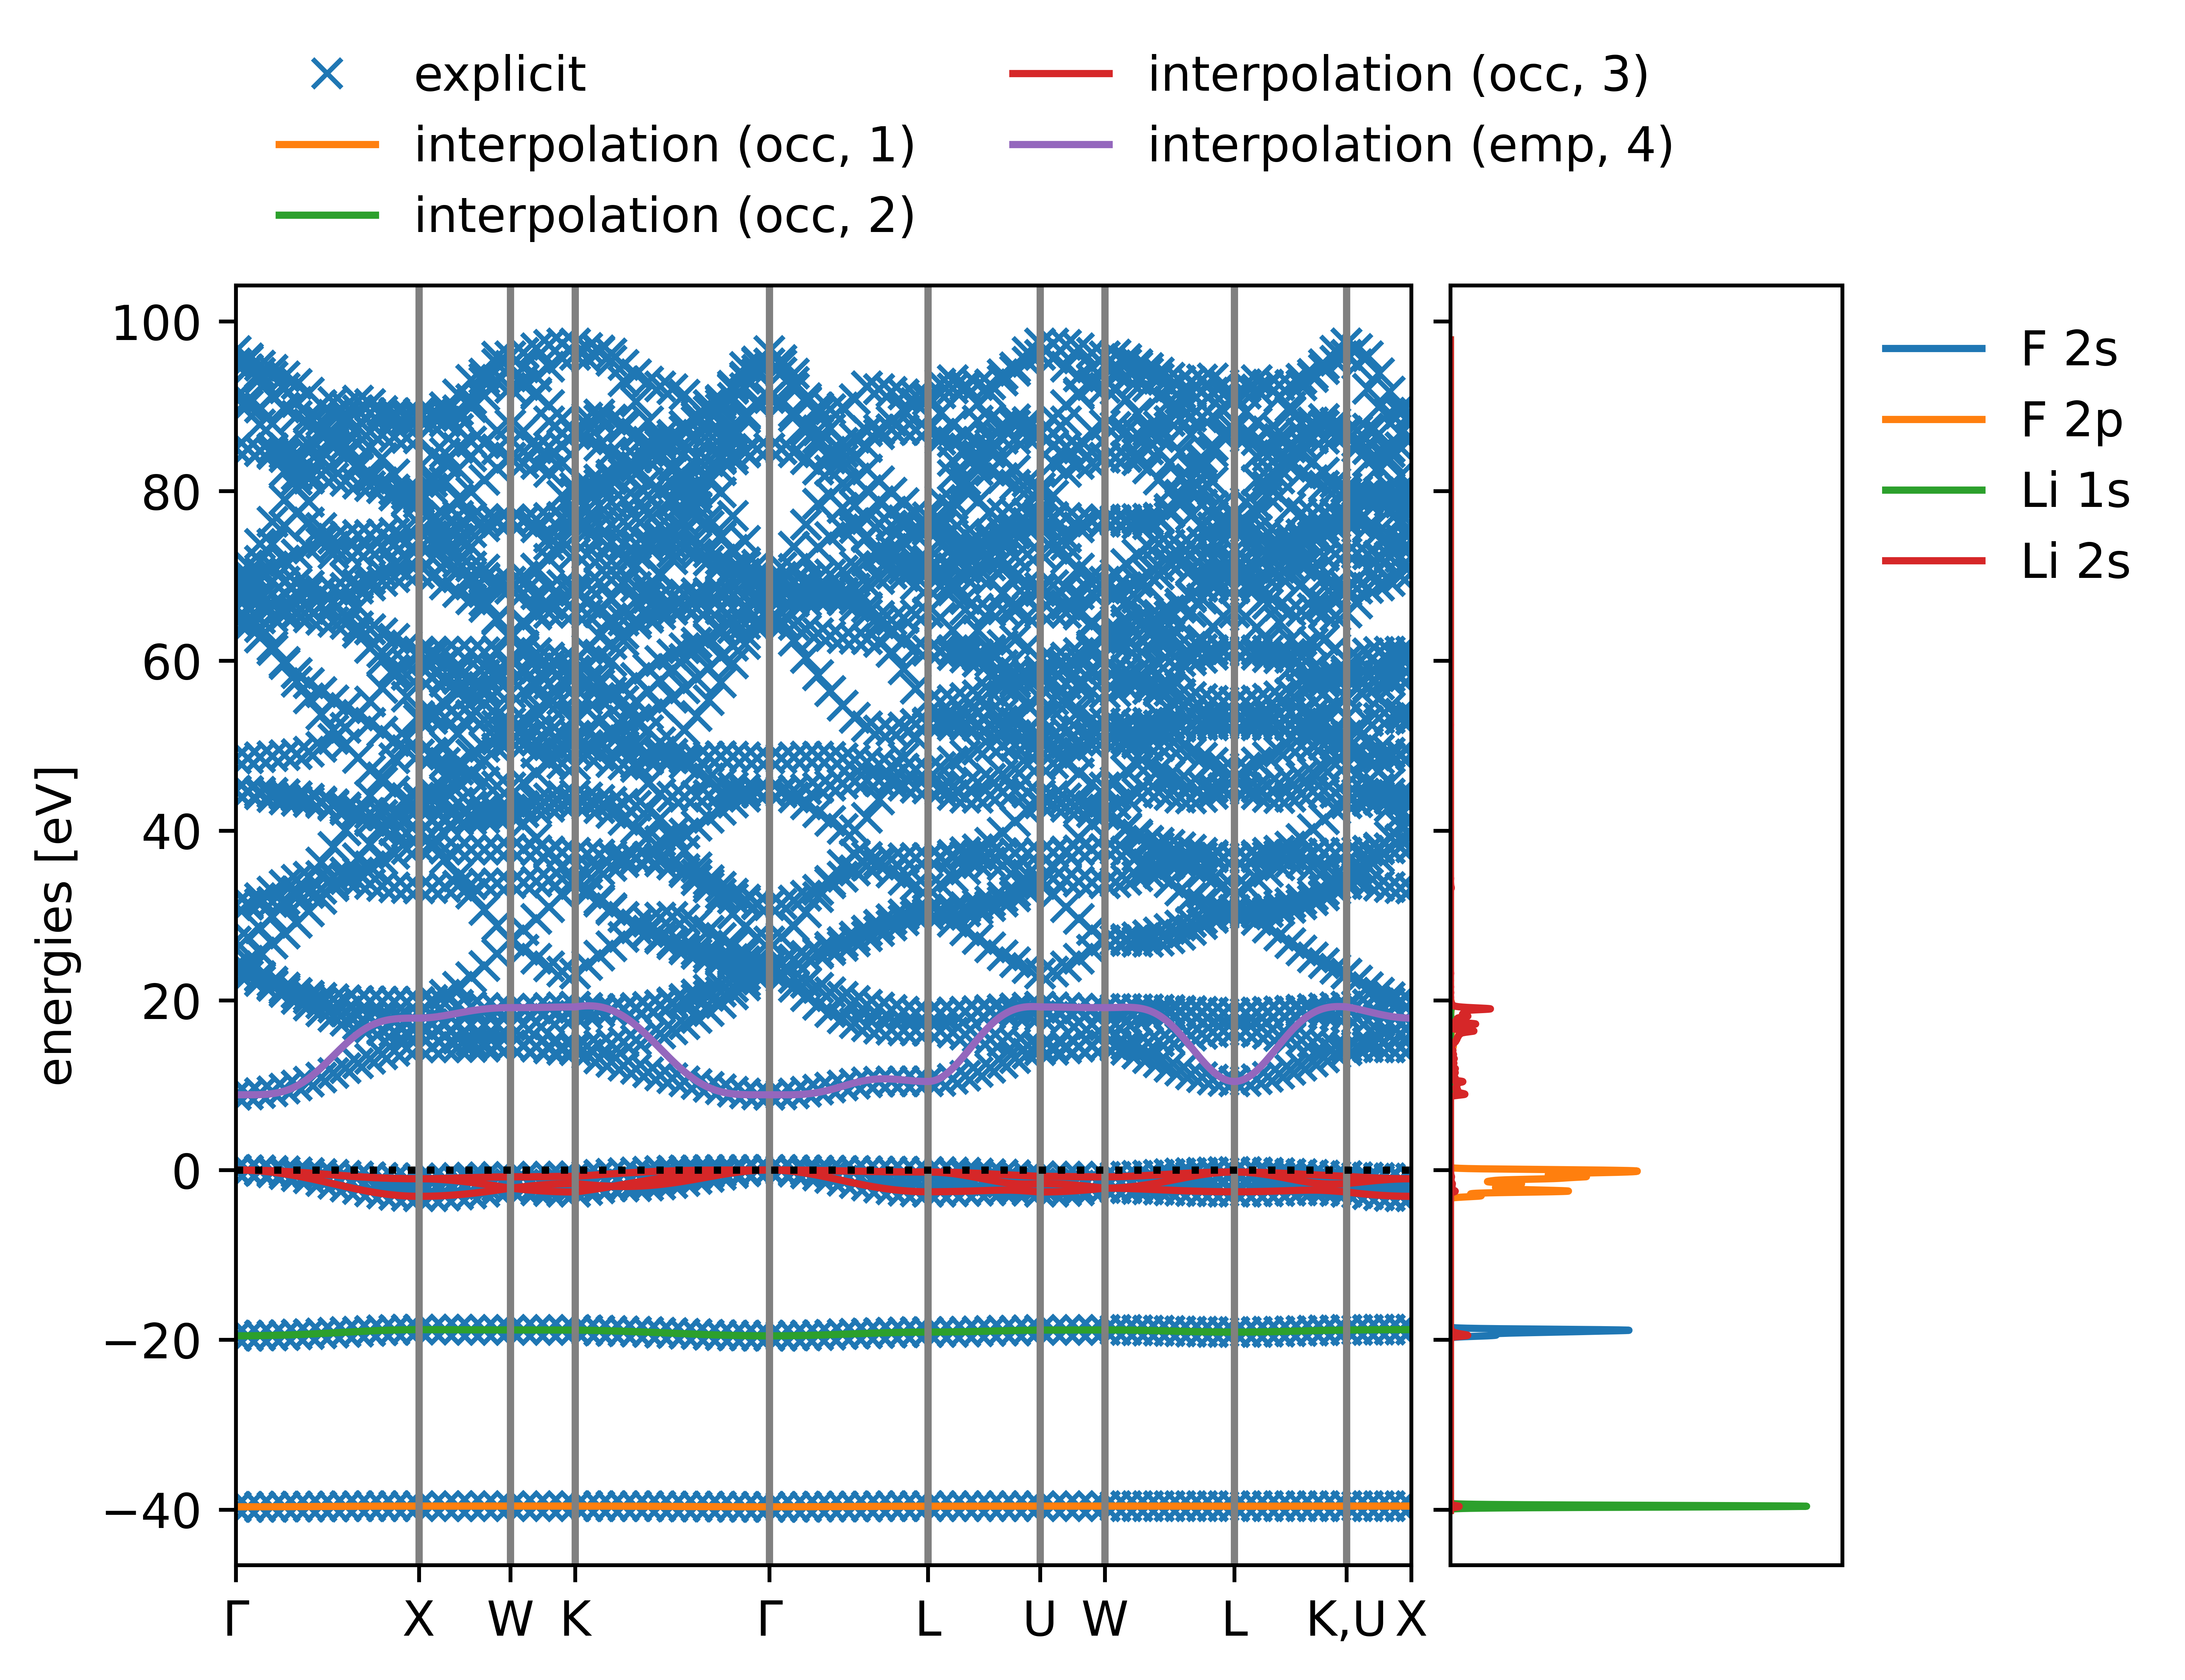 explicit
interpolation (occ, 1)
interpolation (occ, 2)
interpolation (occ, 3)
interpolation (emp, 4)
energies [eV]
100
80
60
40
20
0
−20
−40
Γ X W K Γ L U W L K,U X
F 2s
F 2p
Li 1s
Li 2s